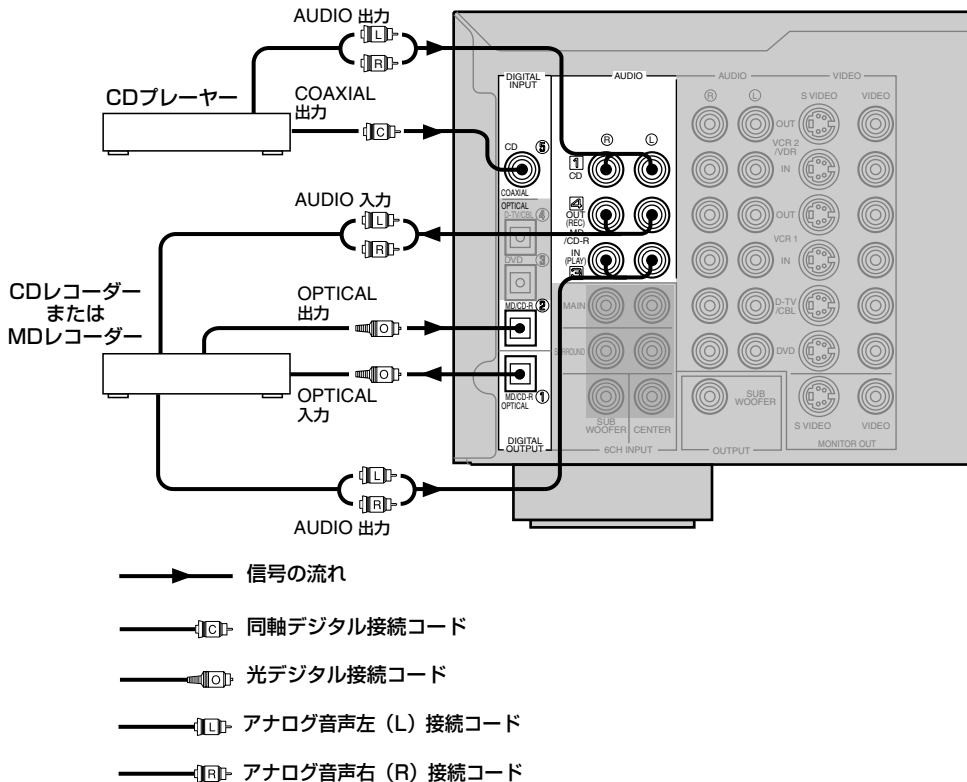 AUDIO 出力
L
R
CDプレーヤー
COAXIAL
出力
C
AUDIO 入力
L
R
CDレコーダー
または
MDレコーダー
OPTICAL
出力
O
O
OPTICAL
入力
L
R
AUDIO 出力
DIGITAL
INPUT
CD
⑤
COAXIAL
OPTICAL
D-TV/CBL
④
DVD
③
MD/CD-R
②
MD/CD-R
①
OPTICAL
DIGITAL
OUTPUT
AUDIO
Ⓡ Ⓛ
1
CD
4
OUT
(REC)
MD
/CD-R
IN
(PLAY)
3
MAIN
SURROUND
SUB
WOOFER
CENTER
6CH INPUT
AUDIO
Ⓡ Ⓛ
VIDEO
S VIDEO
VIDEO
OUT
VCR 2
/VDR
IN
OUT
VCR 1
IN
D-TV
/CBL
DVD
SUB
WOOFER
OUTPUT
S VIDEO
VIDEO
MONITOR OUT
信号の流れ
C
同軸デジタル接続コード
O
光デジタル接続コード
L
アナログ音声左（L）接続コード
R
アナログ音声右（R）接続コード